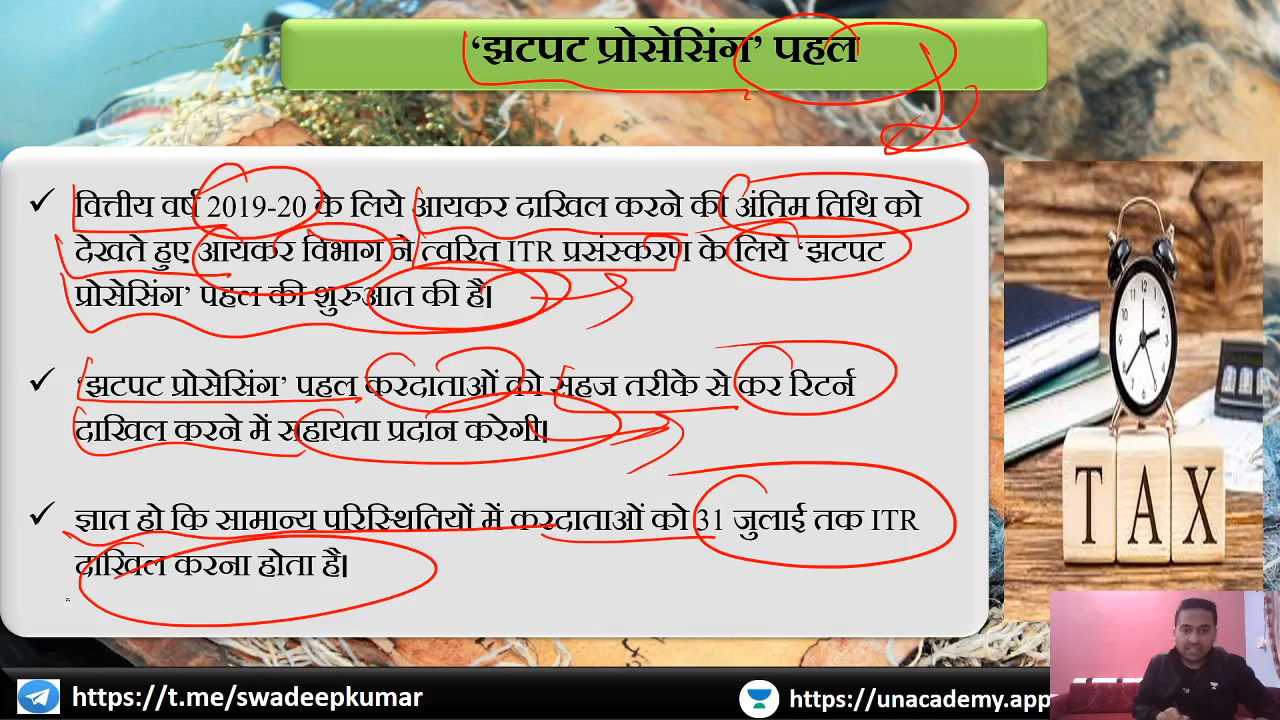 ‘झटपट प्रोसेसिंग’ पहल
✓ वित्तीय वर्ष 2019-20 के लिये आयकर दाखिल करने की अंतिम तिथि को
देखते हुए आयकर विभाग ने त्वरित ITR प्रसंस्करण के लिये ‘झटपट
प्रोसेसिंग’ पहल की शुरुआत की है।
✓ ‘झटपट प्रोसेसिंग’ पहल करदाताओं को सहज तरीके से कर रिटर्न
दाखिल करने में सहायता प्रदान करेगी।
✓ ज्ञात हो कि सामान्य परिस्थितियों में करदाताओं को 31 जुलाई तक ITR
दाखिल करना होता है।
TAX
https://t.me/swadeepkumar
https://unacademy.app